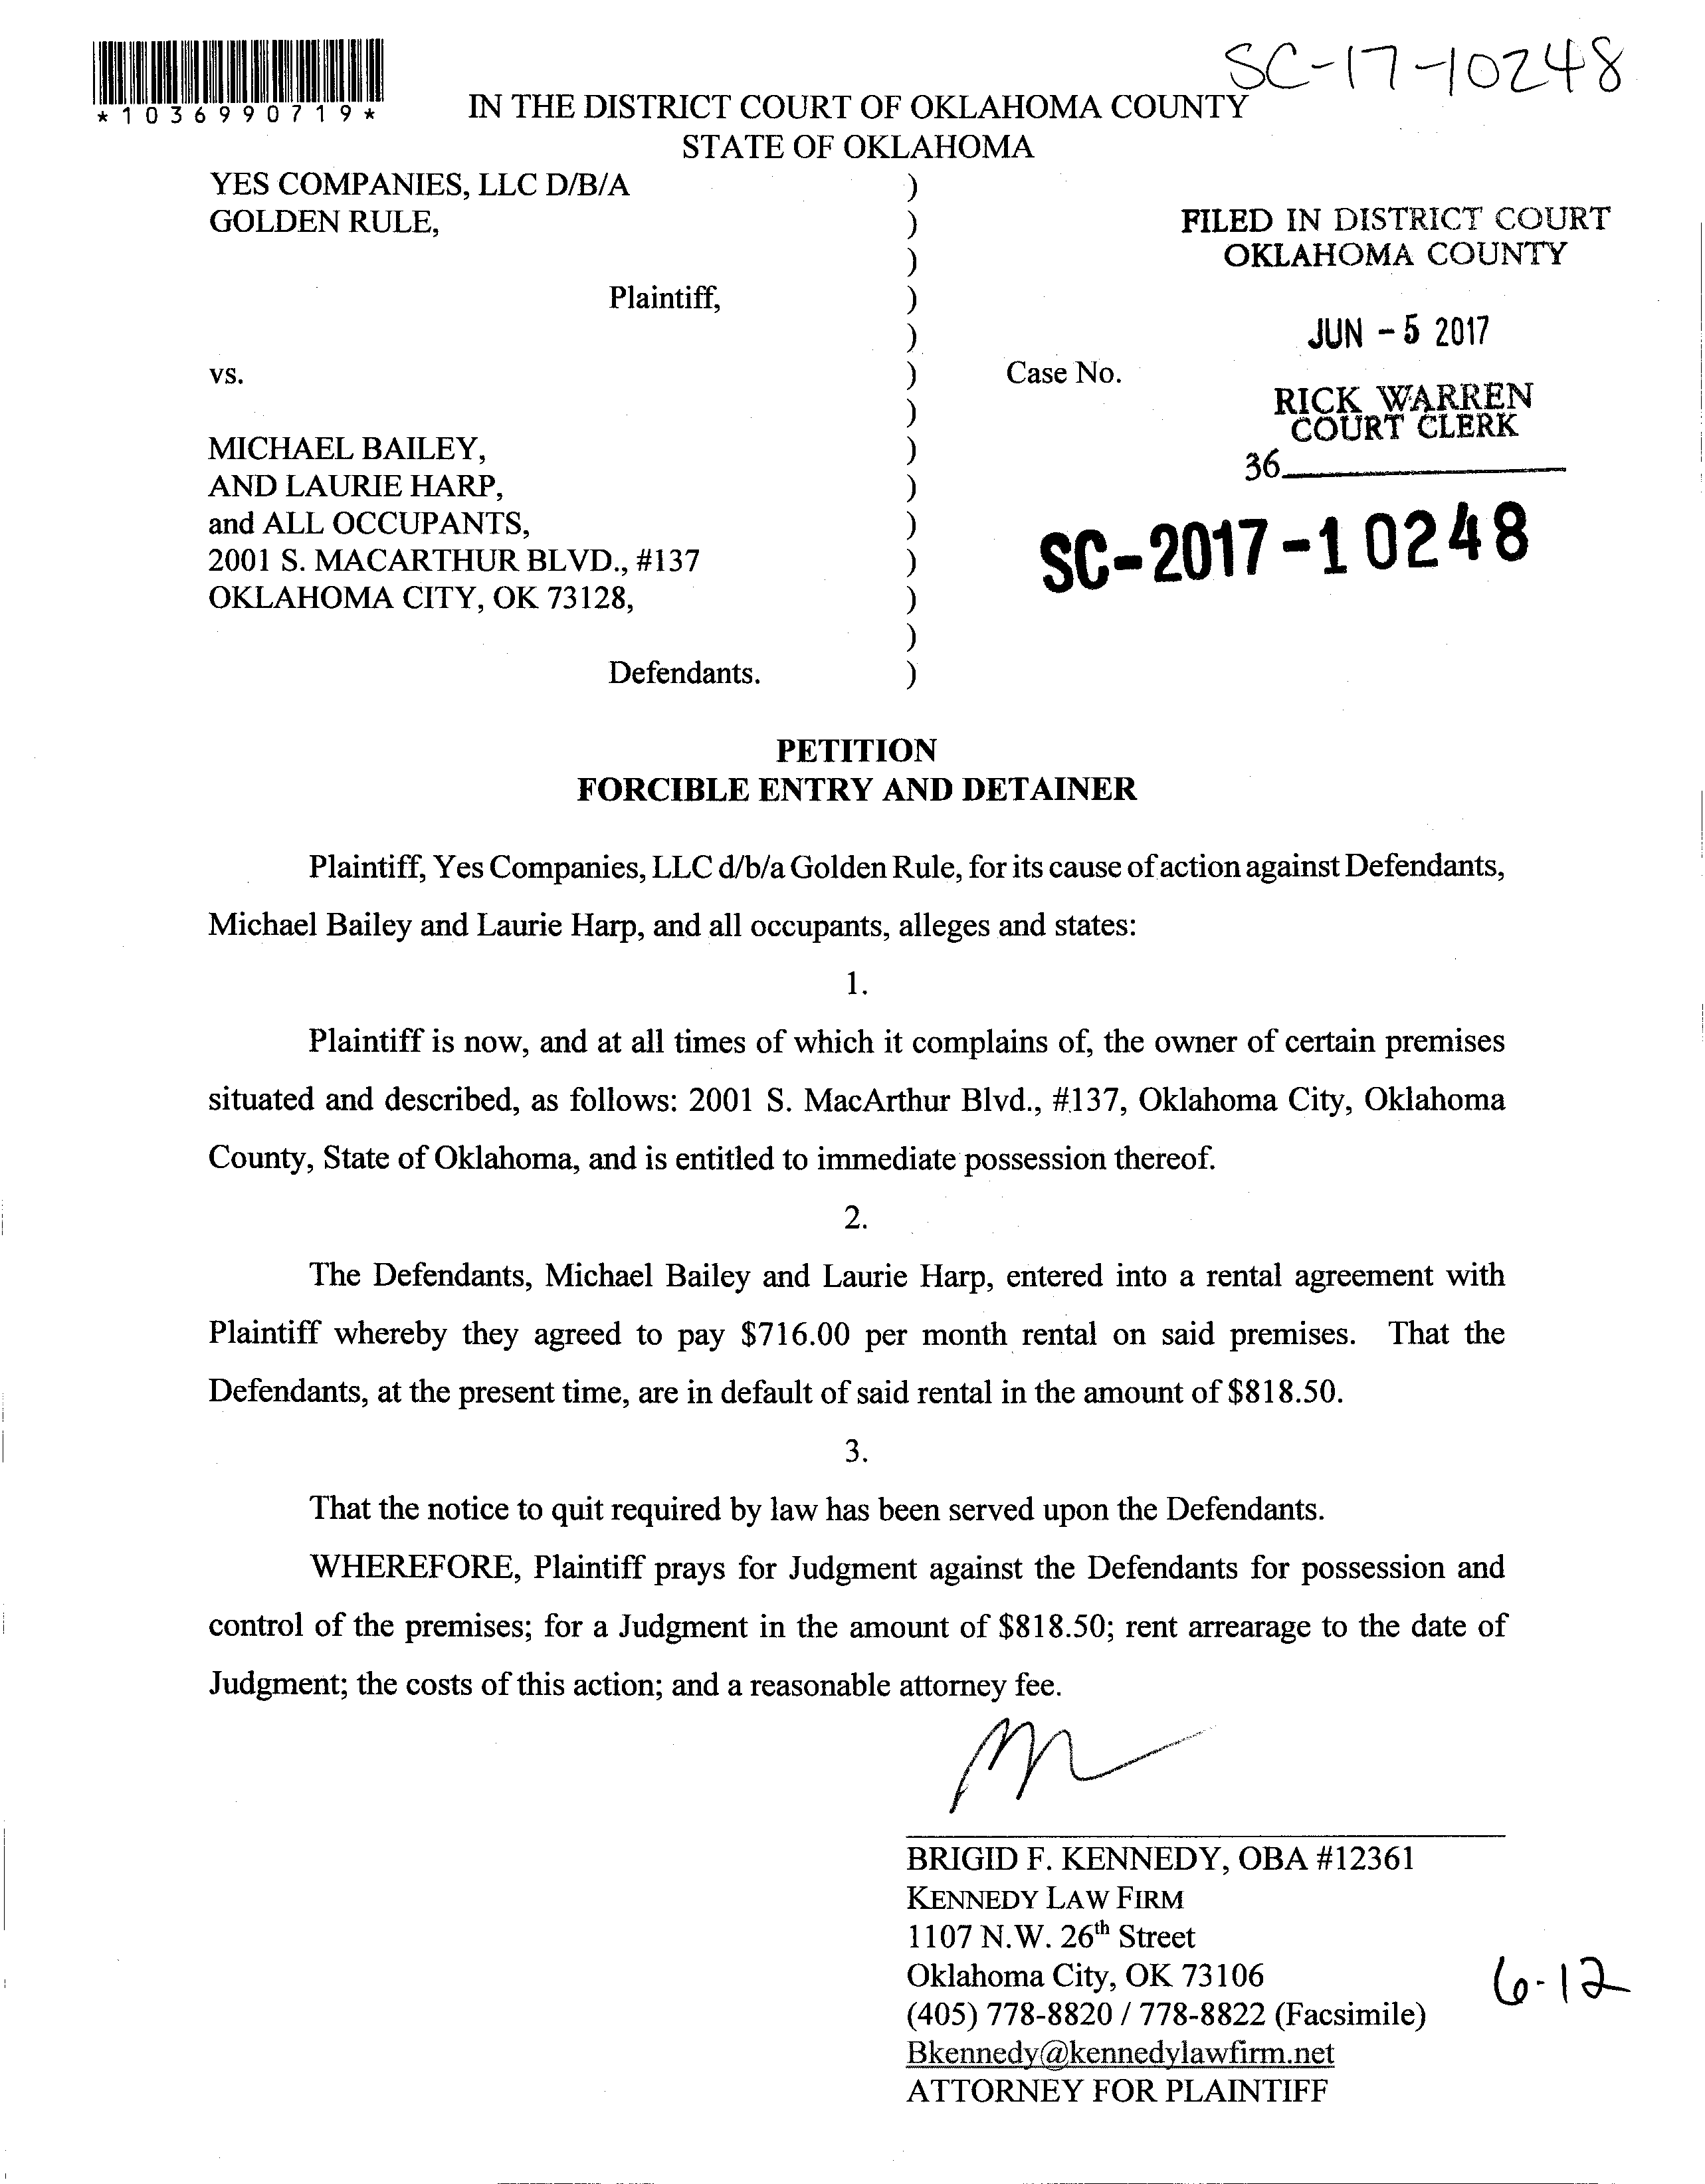 SC-17-10248
*1036990719*
IN THE DISTRICT COURT OF OKLAHOMA COUNTY
STATE OF OKLAHOMA
YES COMPANIES, LLC D/B/A )
GOLDEN RULE, )
)
Plaintiff, )
)
vs. )
)
MICHAEL BAILEY, )
AND LAURIE HARP, )
and ALL OCCUPANTS, )
2001 S. MACARTHUR BLVD., #137 )
OKLAHOMA CITY, OK 73128, )
)
Defendants. )
FILED IN DISTRICT COURT
OKLAHOMA COUNTY
JUN - 5 2017
Case No.
RICK WARREN
COURT CLERK
36
SC-2017-10248
PETITION
FORCIBLE ENTRY AND DETAINER
Plaintiff, Yes Companies, LLC d/b/a Golden Rule, for its cause of action against Defendants,
Michael Bailey and Laurie Harp, and all occupants, alleges and states:
1.
Plaintiff is now, and at all times of which it complains of, the owner of certain premises
situated and described, as follows: 2001 S. MacArthur Blvd., #137, Oklahoma City, Oklahoma
County, State of Oklahoma, and is entitled to immediate possession thereof.
2.
The Defendants, Michael Bailey and Laurie Harp, entered into a rental agreement with
Plaintiff whereby they agreed to pay $716.00 per month rental on said premises. That the
Defendants, at the present time, are in default of said rental in the amount of $818.50.
3.
That the notice to quit required by law has been served upon the Defendants.
WHEREFORE, Plaintiff prays for Judgment against the Defendants for possession and
control of the premises; for a Judgment in the amount of $818.50; rent arrearage to the date of
Judgment; the costs of this action; and a reasonable attorney fee.
BRIGID F. KENNEDY, OBA #12361
KENNEDY LAW FIRM
1107 N.W. 26th Street
Oklahoma City, OK 73106
(405) 778-8820 / 778-8822 (Facsimile)
Bkennedy@kennedylawfirm.net
ATTORNEY FOR PLAINTIFF
6-12